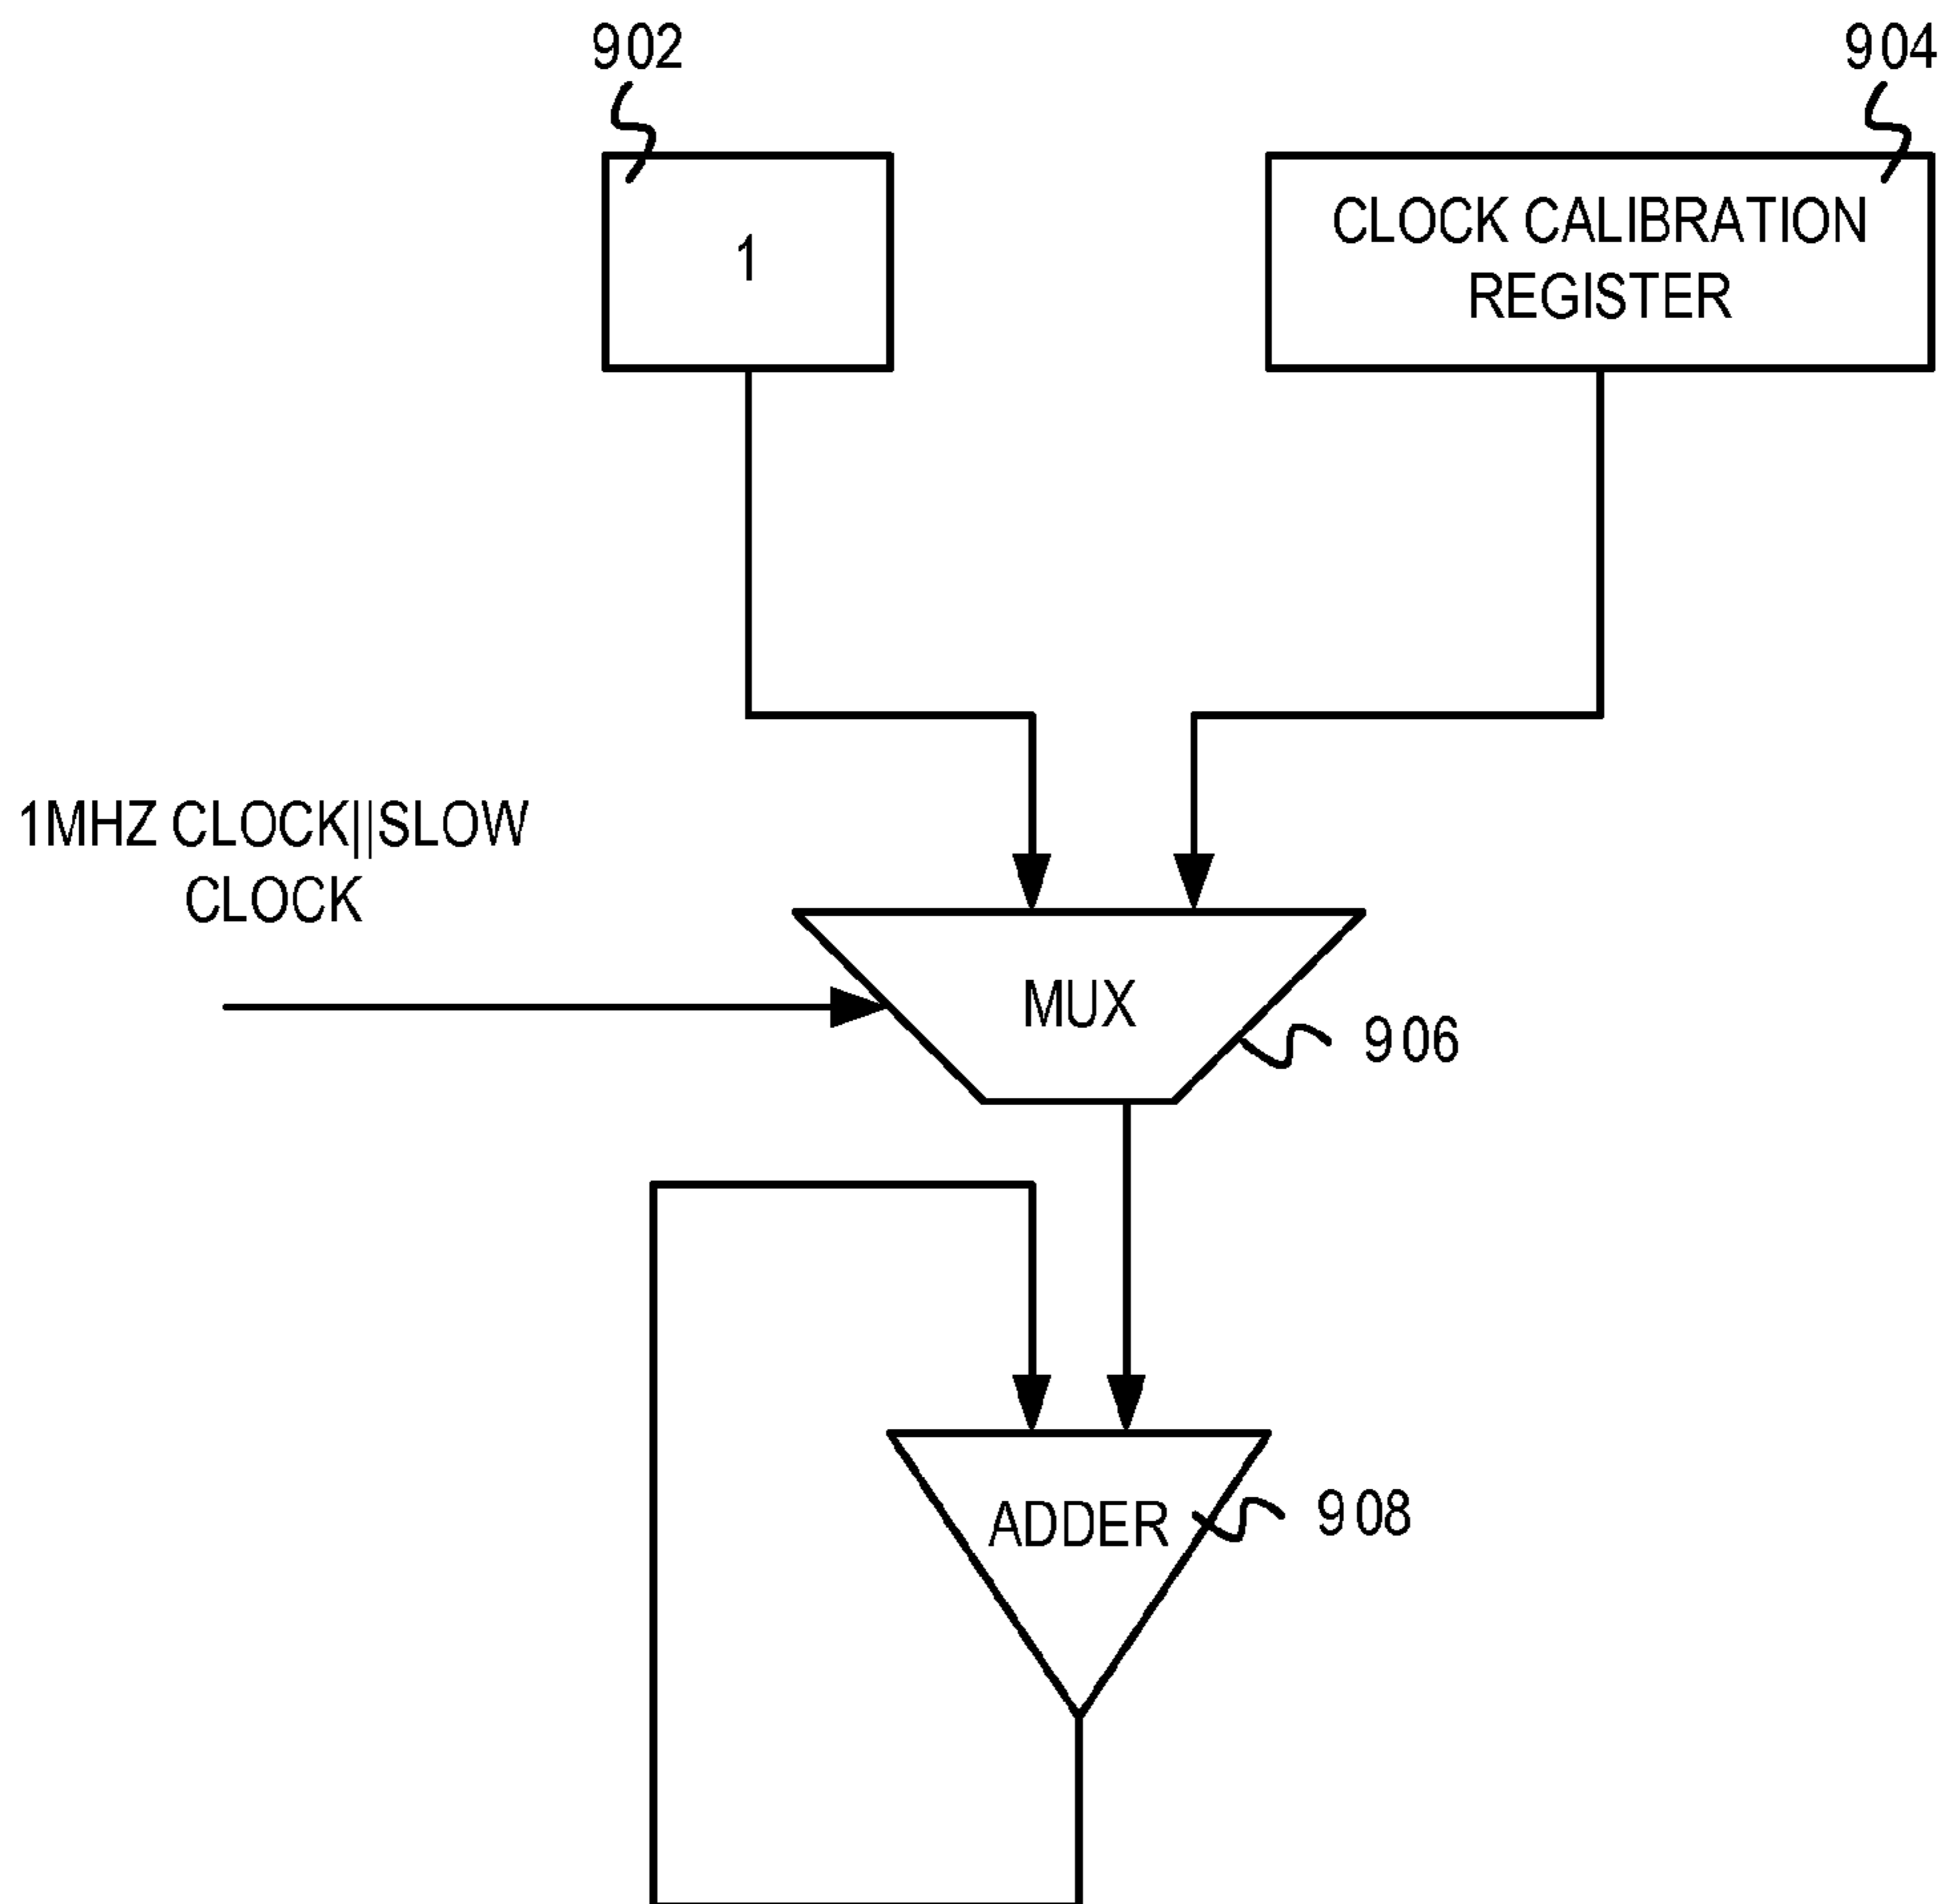 902
904
1
CLOCK CALIBRATION
REGISTER
1MHZ CLOCK||SLOW
CLOCK
MUX
906
ADDER
908